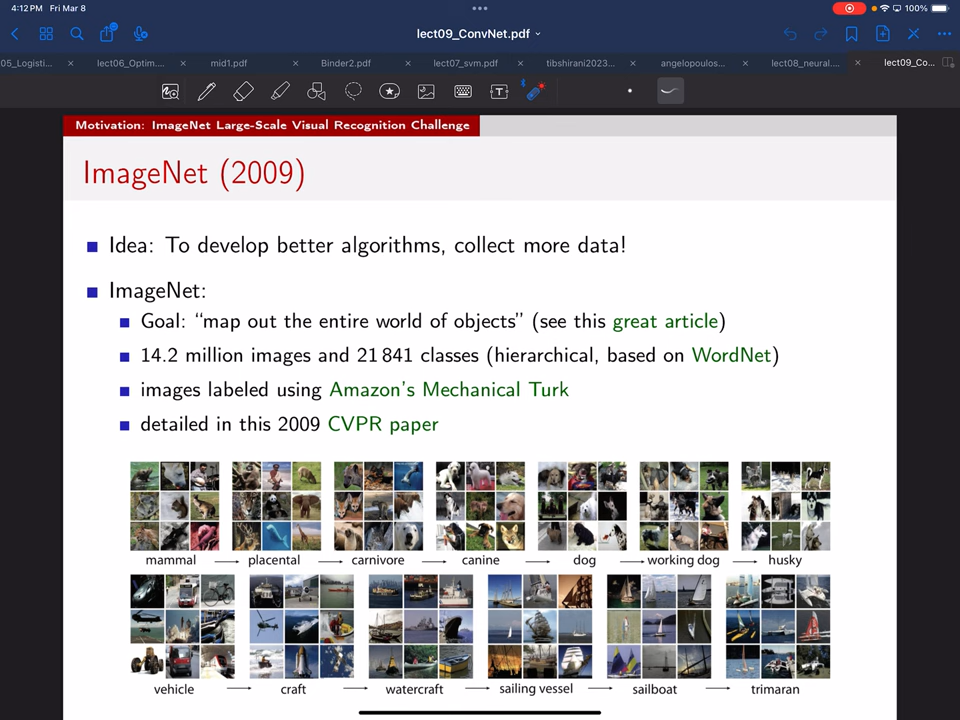 4:12 PM Fri Mar 8
100%
lect09_ConvNet.pdf
05_Logisti...
lect06_Optim....
mid1.pdf
Binder2.pdf
lect07_svm.pdf
tibshirani2023...
angelopoulos...
lect08_neural....
lect09_Co...
Motivation: ImageNet Large-Scale Visual Recognition Challenge
ImageNet (2009)
Idea: To develop better algorithms, collect more data!
ImageNet:
Goal: “map out the entire world of objects” (see this great article)
14.2 million images and 21 841 classes (hierarchical, based on WordNet)
images labeled using Amazon's Mechanical Turk
detailed in this 2009 CVPR paper
mammal → placental → carnivore → canine → dog → working dog → husky
vehicle → craft → watercraft → sailing vessel → sailboat → trimaran